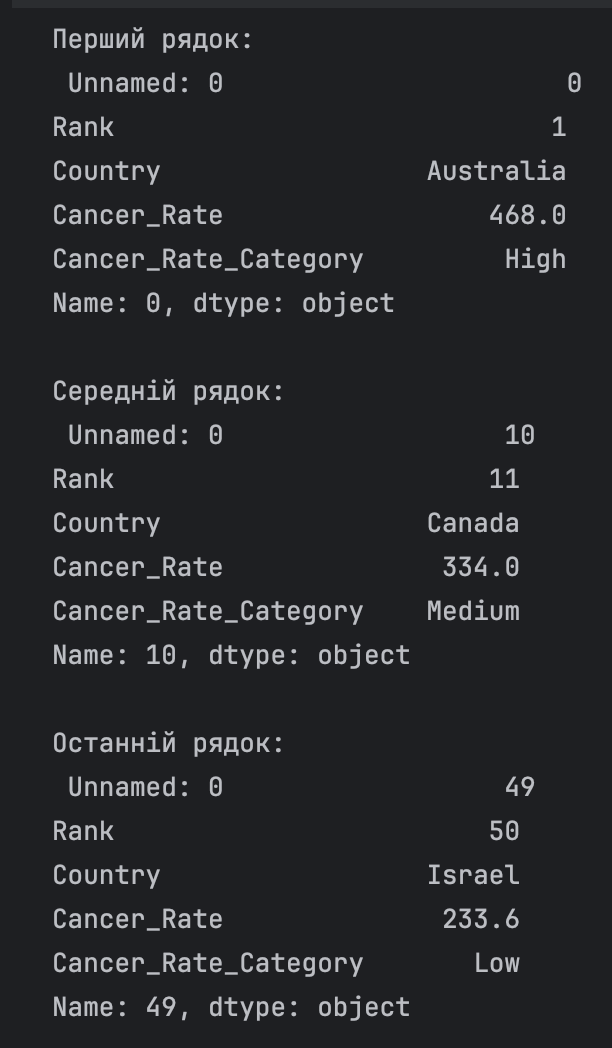 Перший рядок:
Unnamed: 0 0
Rank 1
Country Australia
Cancer_Rate 468.0
Cancer_Rate_Category High
Name: 0, dtype: object
Середній рядок:
Unnamed: 0 10
Rank 11
Country Canada
Cancer_Rate 334.0
Cancer_Rate_Category Medium
Name: 10, dtype: object
Останній рядок:
Unnamed: 0 49
Rank 50
Country Israel
Cancer_Rate 233.6
Cancer_Rate_Category Low
Name: 49, dtype: object